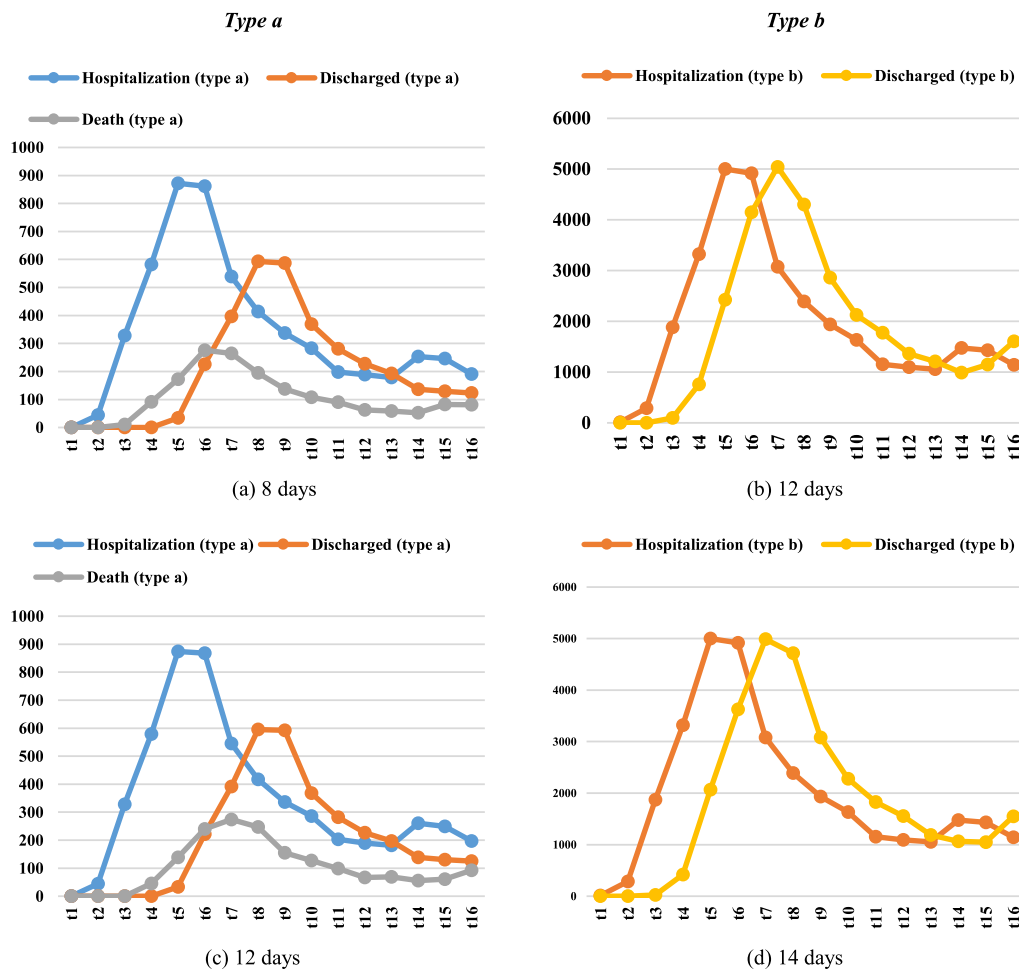 Type a
Type b
Hospitalization (type a) Discharged (type a)
Death (type a)
1000
900
800
700
600
500
400
300
200
100
0
t1 t2 t3 t4 t5 t6 t7 t8 t9 t10 t11 t12 t13 t14 t15 t16
(a) 8 days
Hospitalization (type b) Discharged (type b)
6000
5000
4000
3000
2000
1000
0
t1 t2 t3 t4 t5 t6 t7 t8 t9 t10 t11 t12 t13 t14 t15 t16
(b) 12 days
Hospitalization (type a) Discharged (type a)
Death (type a)
1000
900
800
700
600
500
400
300
200
100
0
t1 t2 t3 t4 t5 t6 t7 t8 t9 t10 t11 t12 t13 t14 t15 t16
(c) 12 days
Hospitalization (type b) Discharged (type b)
6000
5000
4000
3000
2000
1000
0
t1 t2 t3 t4 t5 t6 t7 t8 t9 t10 t11 t12 t13 t14 t15 t16
(d) 14 days